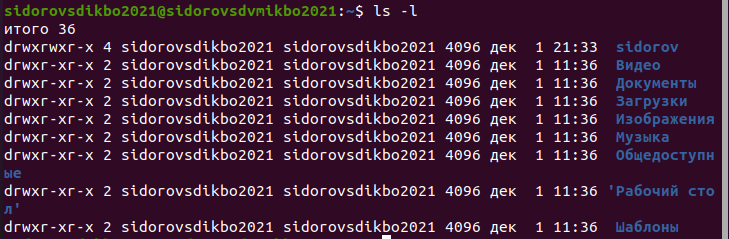 sidorovsdikbo2021@sidorovsdvmikbo2021:~$ ls -l
итого 36
drwxrwxr-x 4 sidorovsdikbo2021 sidorovsdikbo2021 4096 дек  1 21:33  sidorov
drwxr-xr-x 2 sidorovsdikbo2021 sidorovsdikbo2021 4096 дек  1 11:36  Видео
drwxr-xr-x 2 sidorovsdikbo2021 sidorovsdikbo2021 4096 дек  1 11:36  Документы
drwxr-xr-x 2 sidorovsdikbo2021 sidorovsdikbo2021 4096 дек  1 11:36  Загрузки
drwxr-xr-x 2 sidorovsdikbo2021 sidorovsdikbo2021 4096 дек  1 11:36  Изображения
drwxr-xr-x 2 sidorovsdikbo2021 sidorovsdikbo2021 4096 дек  1 11:36  Музыка
drwxr-xr-x 2 sidorovsdikbo2021 sidorovsdikbo2021 4096 дек  1 11:36  Общедоступн
ые
drwxr-xr-x 2 sidorovsdikbo2021 sidorovsdikbo2021 4096 дек  1 11:36 'Рабочий сто
л'
drwxr-xr-x 2 sidorovsdikbo2021 sidorovsdikbo2021 4096 дек  1 11:36  Шаблоны